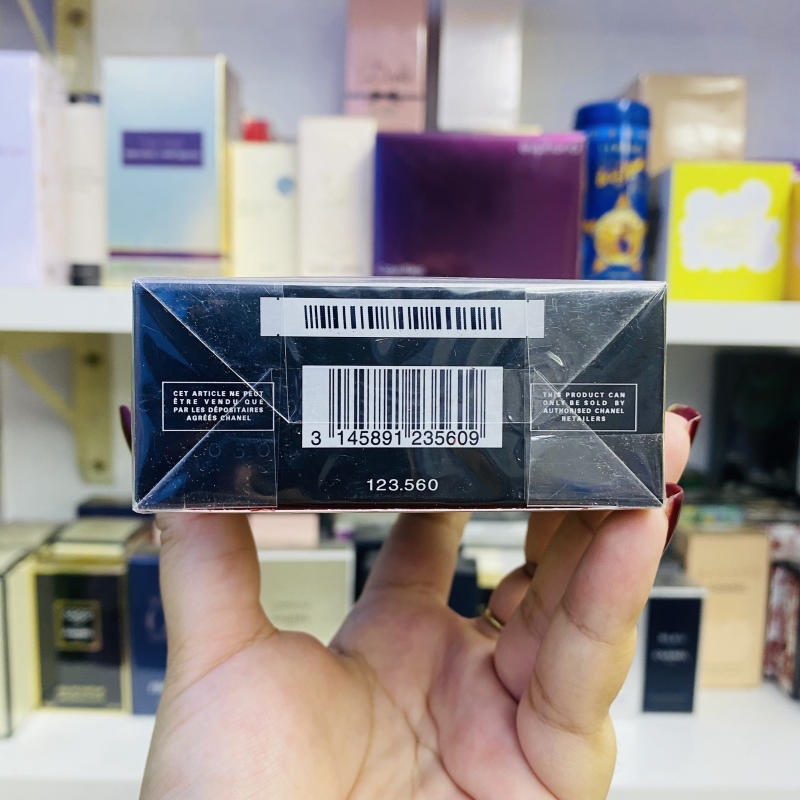 CET ARTICLE NE PEUT
ÊTRE VENDU QUE
PAR LES DÉPOSITAIRES
AGRÉÉS CHANEL
3 145891 235609
THIS PRODUCT CAN
ONLY BE SOLD BY
AUTHORISED CHANEL
RETAILERS
123.560